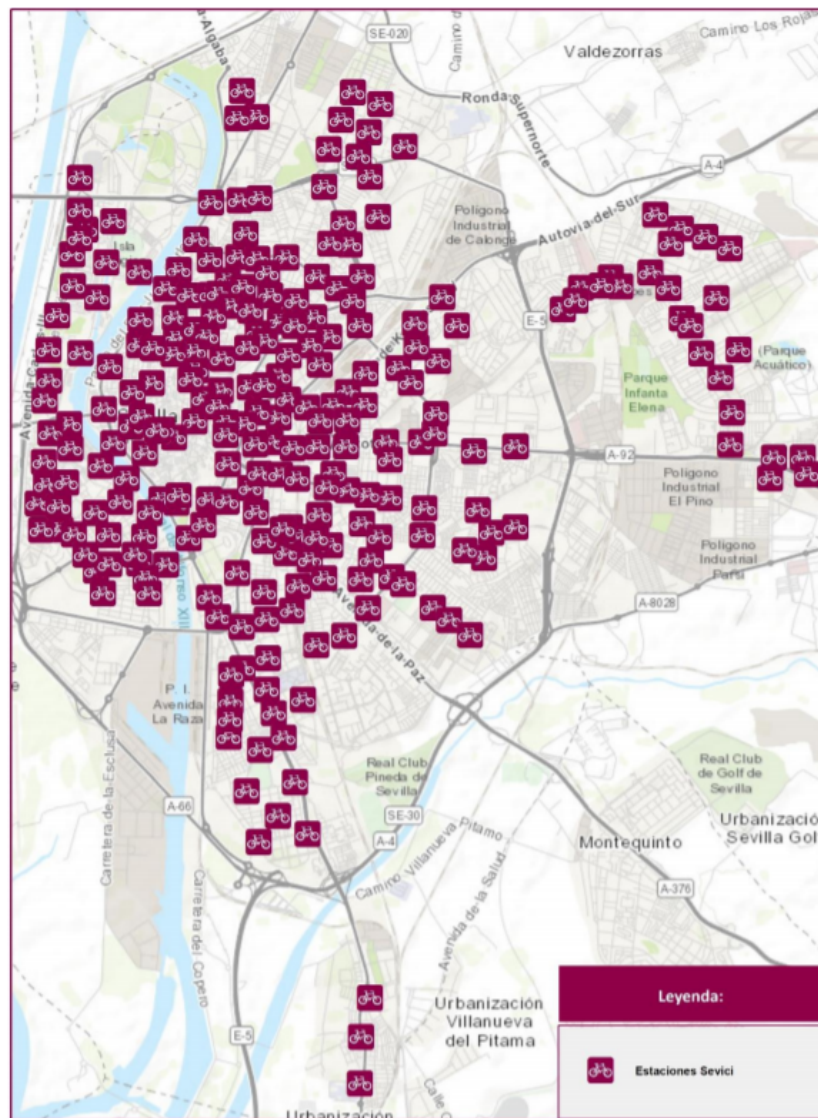 SE-020
Camino Los Rojas
Valdezorras
Ronda Supernorte
A-4
Polígono
Industrial
de Calonge
Autovia del Sur
Isla
E-5
(Parque
Acuático)
Parque
Infanta
Elena
A-92
Polígono
Industrial
El Pino
Polígono
Industrial
A-8028
Avenida de la Paz
P. I.
Avenida
La Raza
Carretera de la Esclusa
Real Club
Pineda de
Sevilla
Real Club
de Golf de
Sevilla
SE-30
A-66
A-4
Urbanizació
Sevilla Gol
Montequinto
Camino Villanueva Pitamo
Avenida de la Salud
A-376
Carretera del Copero
E-5
Urbanización
Villanueva
del Pitama
Urbanización
Leyenda:
Estaciones Sevici